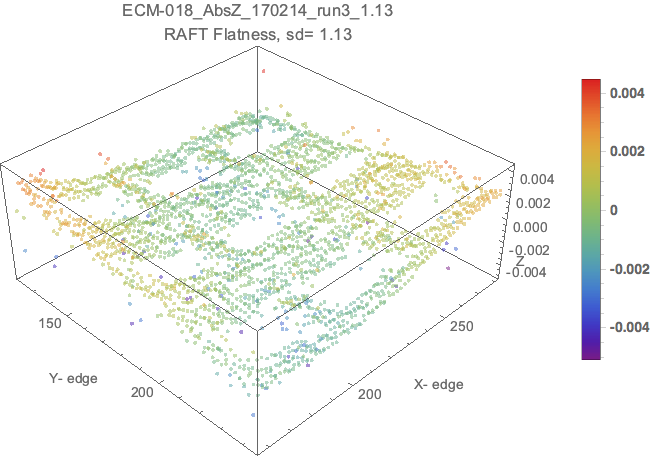 ECM-018_AbsZ_170214_run3_1.13
RAFT Flatness, sd= 1.13
0.004
0.002
0
-0.002
-0.004
0.004
0.002
0.000
-0.002
-0.004
Z
150
200
Y- edge
200
250
X- edge